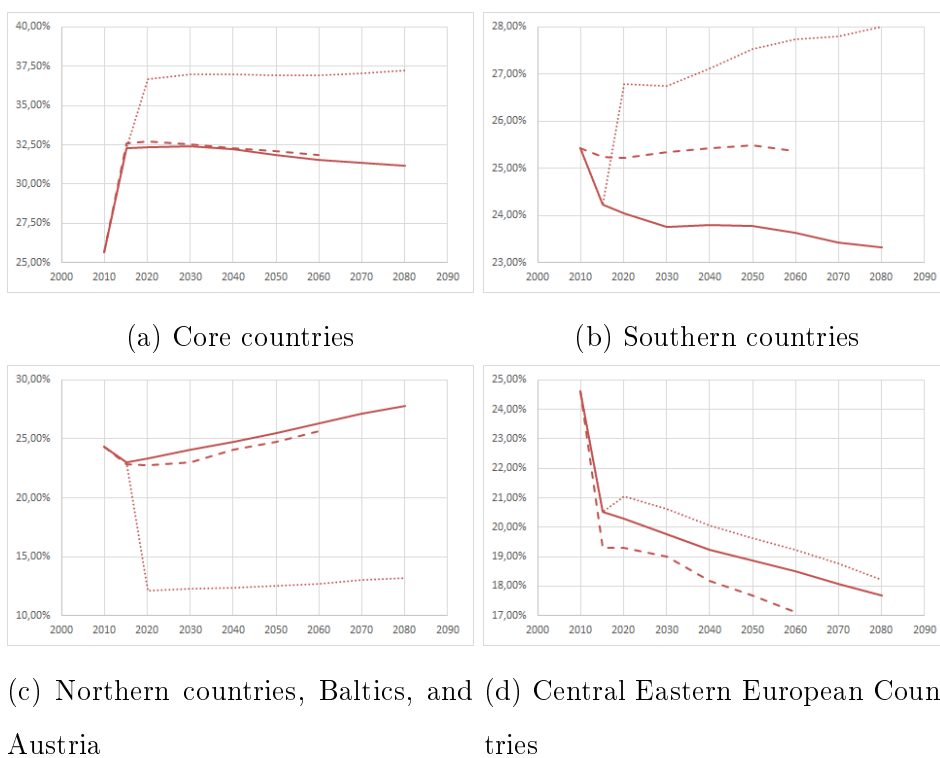 40,00%
37,50%
35,00%
32,50%
30,00%
27,50%
25,00%
2000 2010 2020 2030 2040 2050 2060 2070 2080 2090
(a) Core countries
28,00%
27,00%
26,00%
25,00%
24,00%
23,00%
2000 2010 2020 2030 2040 2050 2060 2070 2080 2090
(b) Southern countries
30,00%
25,00%
20,00%
15,00%
10,00%
2000 2010 2020 2030 2040 2050 2060 2070 2080 2090
(c) Northern countries, Baltics, and
Austria
25,00%
24,00%
23,00%
22,00%
21,00%
20,00%
19,00%
18,00%
17,00%
2000 2010 2020 2030 2040 2050 2060 2070 2080 2090
(d) Central Eastern European Coun
tries